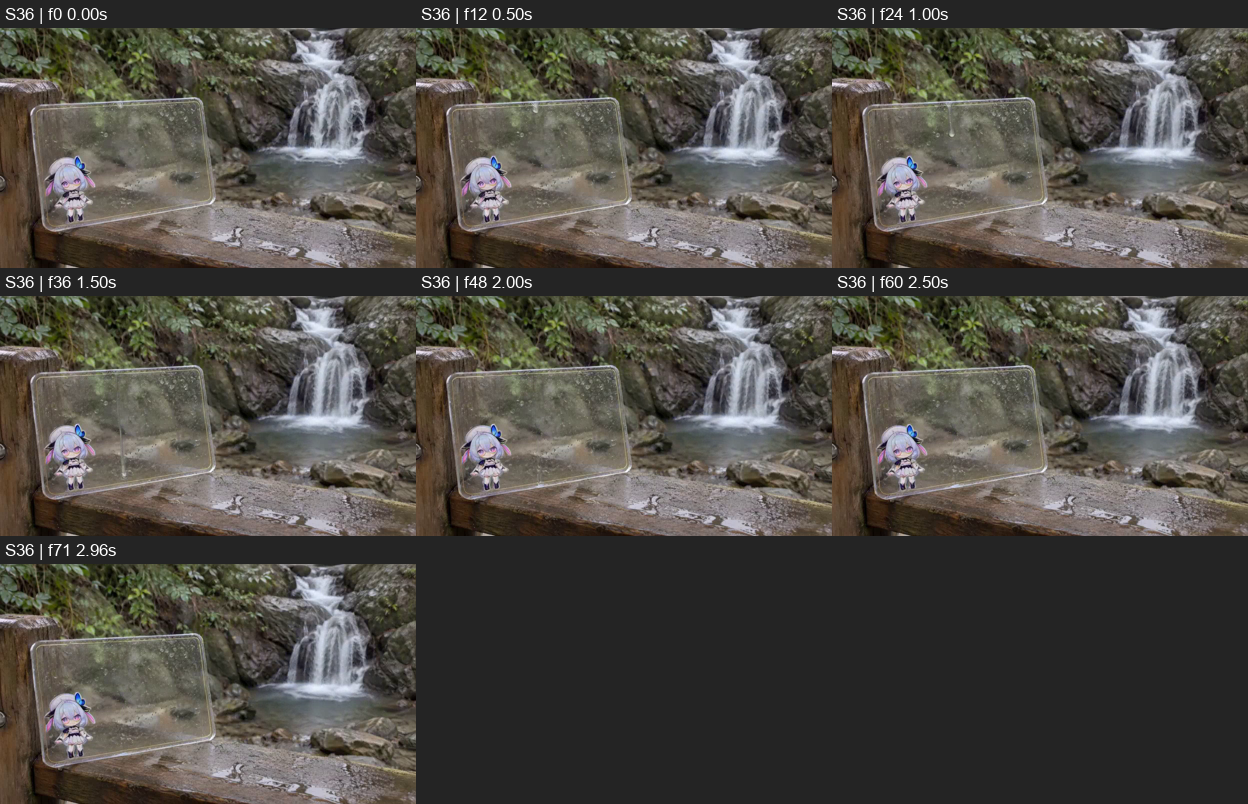 S36 | f0 0.00s
S36 | f12 0.50s
S36 | f24 1.00s
S36 | f36 1.50s
S36 | f48 2.00s
S36 | f60 2.50s
S36 | f71 2.96s